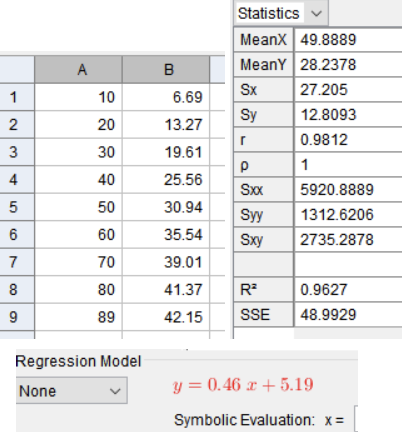 Statistics
MeanX 49.8889
MeanY 28.2378
Sx 27.205
Sy 12.8093
r 0.9812
ρ 1
Sxx 5920.8889
Syy 1312.6206
Sxy 2735.2878
R² 0.9627
SSE 48.9929
A B
1 10 6.69
2 20 13.27
3 30 19.61
4 40 25.56
5 50 30.94
6 60 35.54
7 70 39.01
8 80 41.37
9 89 42.15
Regression Model
None
y = 0.46 x + 5.19
Symbolic Evaluation: x =